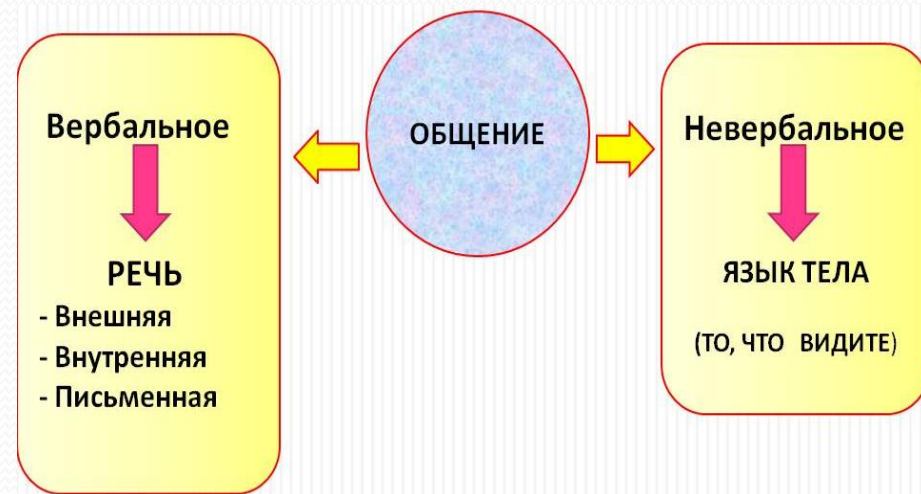 ОБЩЕНИЕ
Вербальное
РЕЧЬ
- Внешняя
- Внутренняя
- Письменная
Невербальное
ЯЗЫК ТЕЛА
(ТО, ЧТО ВИДИТЕ)